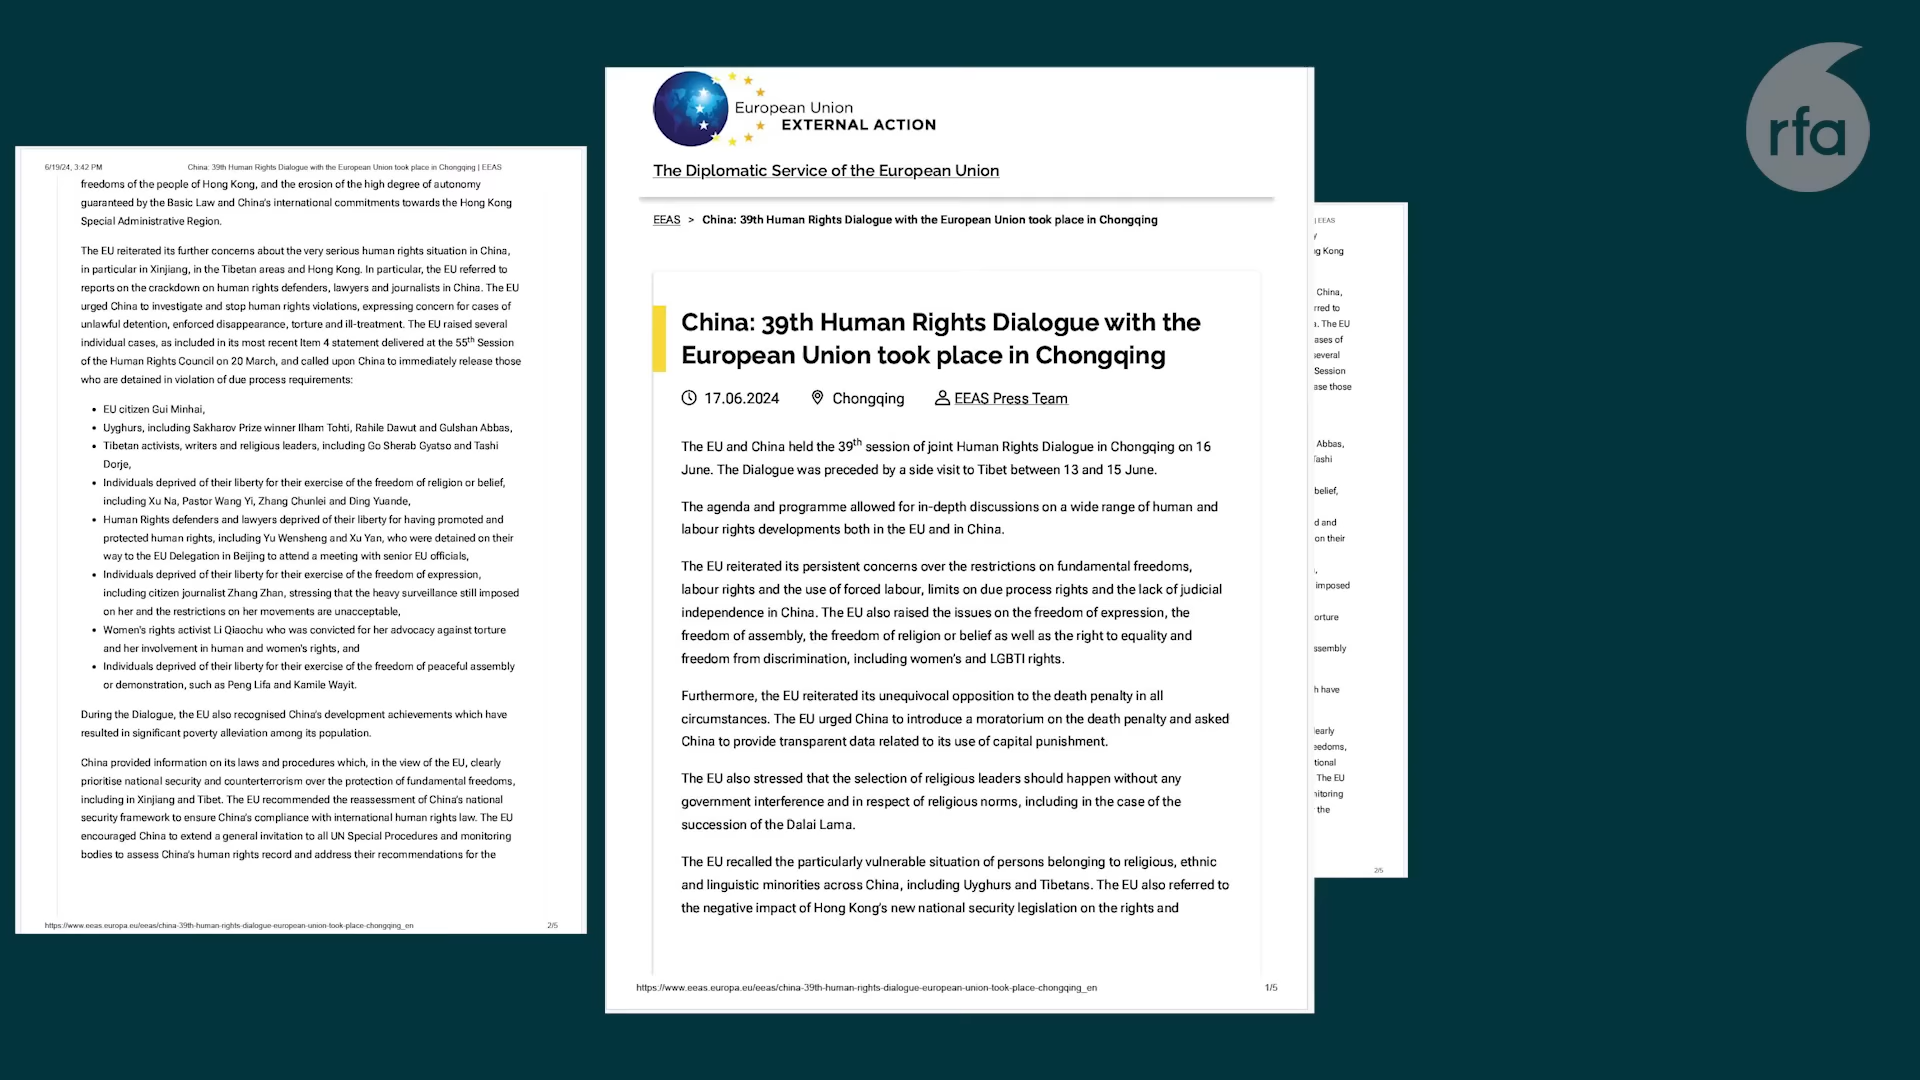 6/19/24, 3:42 PM
China: 39th Human Rights Dialogue with the European Union took place in Chongqing | EEAS
freedoms of the people of Hong Kong, and the erosion of the high degree of autonomy
guaranteed by the Basic Law and China's international commitments towards the Hong Kong
Special Administrative Region.
The EU reiterated its further concerns about the very serious human rights situation in China,
in particular in Xinjiang, in the Tibetan areas and Hong Kong. In particular, the EU referred to
reports on the crackdown on human rights defenders, lawyers and journalists in China. The EU
urged China to investigate and stop human rights violations, expressing concern for cases of
unlawful detention, enforced disappearance, torture and ill-treatment. The EU raised several
individual cases, as included in its most recent Item 4 statement delivered at the 55th Session
of the Human Rights Council on 20 March, and called upon China to immediately release those
who are detained in violation of due process requirements:
• EU citizen Gui Minhai,
• Uyghurs, including Sakharov Prize winner Ilham Tohti, Rahile Dawut and Gulshan Abbas,
• Tibetan activists, writers and religious leaders, including Go Sherab Gyatso and Tashi
Dorje,
• Individuals deprived of their liberty for their exercise of the freedom of religion or belief,
including Xu Na, Pastor Wang Yi, Zhang Chunlei and Ding Yuande,
• Human Rights defenders and lawyers deprived of their liberty for having promoted and
protected human rights, including Yu Wensheng and Xu Yan, who were detained on their
way to the EU Delegation in Beijing to attend a meeting with senior EU officials,
• Individuals deprived of their liberty for their exercise of the freedom of expression,
including citizen journalist Zhang Zhan, stressing that the heavy surveillance still imposed
on her and the restrictions on her movements are unacceptable,
• Women's rights activist Li Qiaochu who was convicted for her advocacy against torture
and her involvement in human and women's rights, and
• Individuals deprived of their liberty for their exercise of the freedom of peaceful assembly
or demonstration, such as Peng Lifa and Kamile Wayit.
During the Dialogue, the EU also recognised China's development achievements which have
resulted in significant poverty alleviation among its population.
China provided information on its laws and procedures which, in the view of the EU, clearly
prioritise national security and counterterrorism over the protection of fundamental freedoms,
including in Xinjiang and Tibet. The EU recommended the reassessment of China's national
security framework to ensure China's compliance with international human rights law. The EU
encouraged China to extend a general invitation to all UN Special Procedures and monitoring
bodies to assess China's human rights record and address their recommendations for the
https://www.eeas.europa.eu/eeas/china-39th-human-rights-dialogue-european-union-took-place-chongqing_en
2/5
European Union
EXTERNAL ACTION
The Diplomatic Service of the European Union
EEAS > China: 39th Human Rights Dialogue with the European Union took place in Chongqing
China: 39th Human Rights Dialogue with the
European Union took place in Chongqing
17.06.2024 Chongqing EEAS Press Team
The EU and China held the 39th session of joint Human Rights Dialogue in Chongqing on 16
June. The Dialogue was preceded by a side visit to Tibet between 13 and 15 June.
The agenda and programme allowed for in-depth discussions on a wide range of human and
labour rights developments both in the EU and in China.
The EU reiterated its persistent concerns over the restrictions on fundamental freedoms,
labour rights and the use of forced labour, limits on due process rights and the lack of judicial
independence in China. The EU also raised the issues on the freedom of expression, the
freedom of assembly, the freedom of religion or belief as well as the right to equality and
freedom from discrimination, including women's and LGBTI rights.
Furthermore, the EU reiterated its unequivocal opposition to the death penalty in all
circumstances. The EU urged China to introduce a moratorium on the death penalty and asked
China to provide transparent data related to its use of capital punishment.
The EU also stressed that the selection of religious leaders should happen without any
government interference and in respect of religious norms, including in the case of the
succession of the Dalai Lama.
The EU recalled the particularly vulnerable situation of persons belonging to religious, ethnic
and linguistic minorities across China, including Uyghurs and Tibetans. The EU also referred to
the negative impact of Hong Kong's new national security legislation on the rights and
https://www.eeas.europa.eu/eeas/china-39th-human-rights-dialogue-european-union-took-place-chongqing_en
1/5
| EEAS
Kong
China,
to
The EU
of
Session
those
Abbas,
belief,
and
on their
imposed
have
The EU
the
2/5
rfa